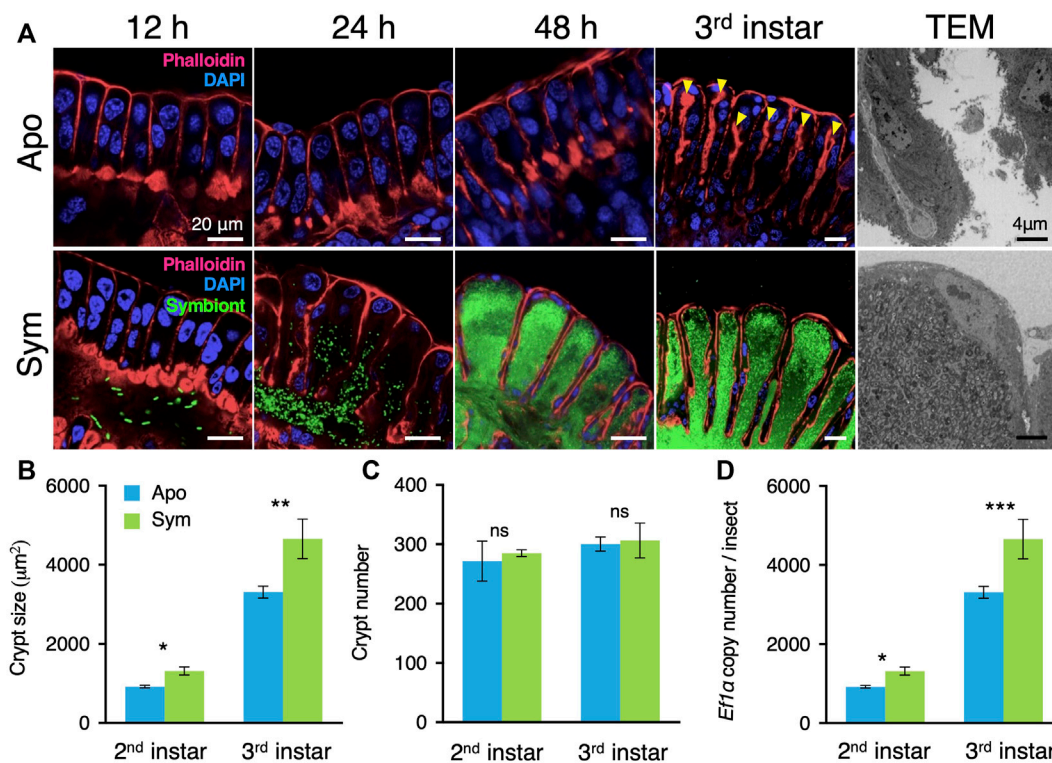 A
12 h
24 h
48 h
3rd instar
TEM
Apo
Phalloidin
DAPI
20 μm
4μm
Sym
Phalloidin
DAPI
Symbiont
B
Crypt size (μm²)
6000
4000
2000
0
Apo
Sym
*
**
2nd instar
3rd instar
C
Crypt number
400
300
200
100
0
ns
ns
2nd instar
3rd instar
D
Ef1α copy number / insect
6000
4000
2000
0
*
***
2nd instar
3rd instar